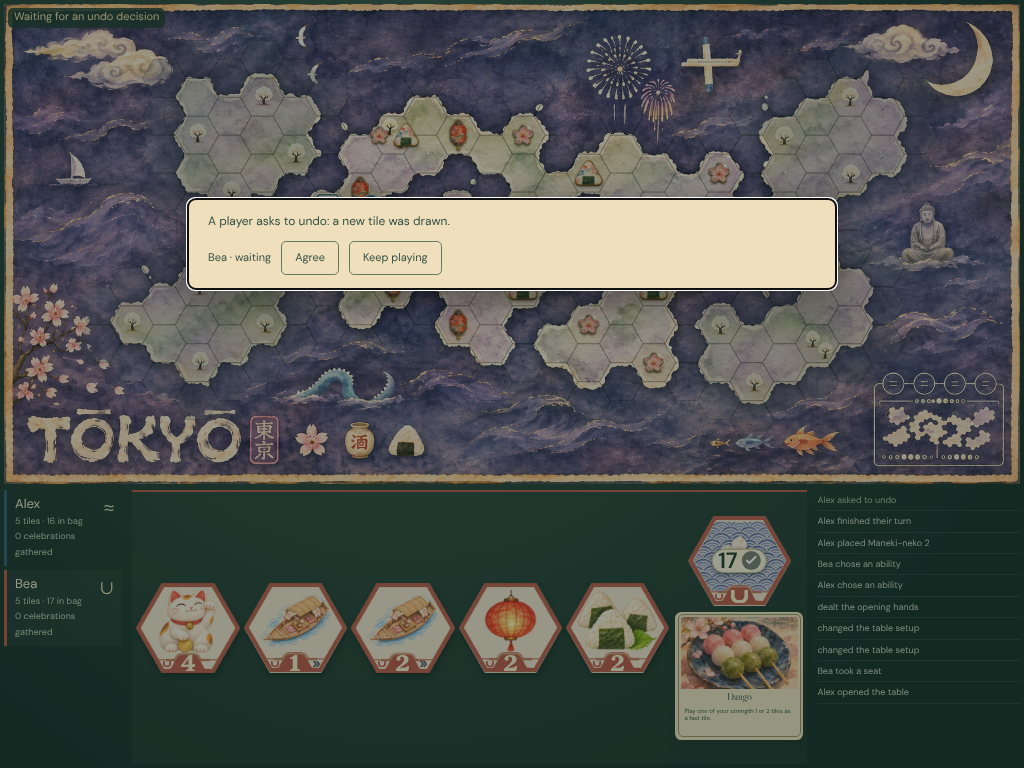 Waiting for an undo decision
A player asks to undo: a new tile was drawn.
Bea · waiting
Agree
Keep playing
TŌKYŌ
東京
酒
Alex
5 tiles · 16 in bag
0 celebrations
gathered
Bea
5 tiles · 17 in bag
0 celebrations
gathered
4
1
2
2
2
17
Dango
Play one of your strength 1 or 2 tiles as
a fast tile.
Alex asked to undo
Alex finished their turn
Alex placed Maneki-neko 2
Bea chose an ability
Alex chose an ability
dealt the opening hands
changed the table setup
changed the table setup
Bea took a seat
Alex opened the table